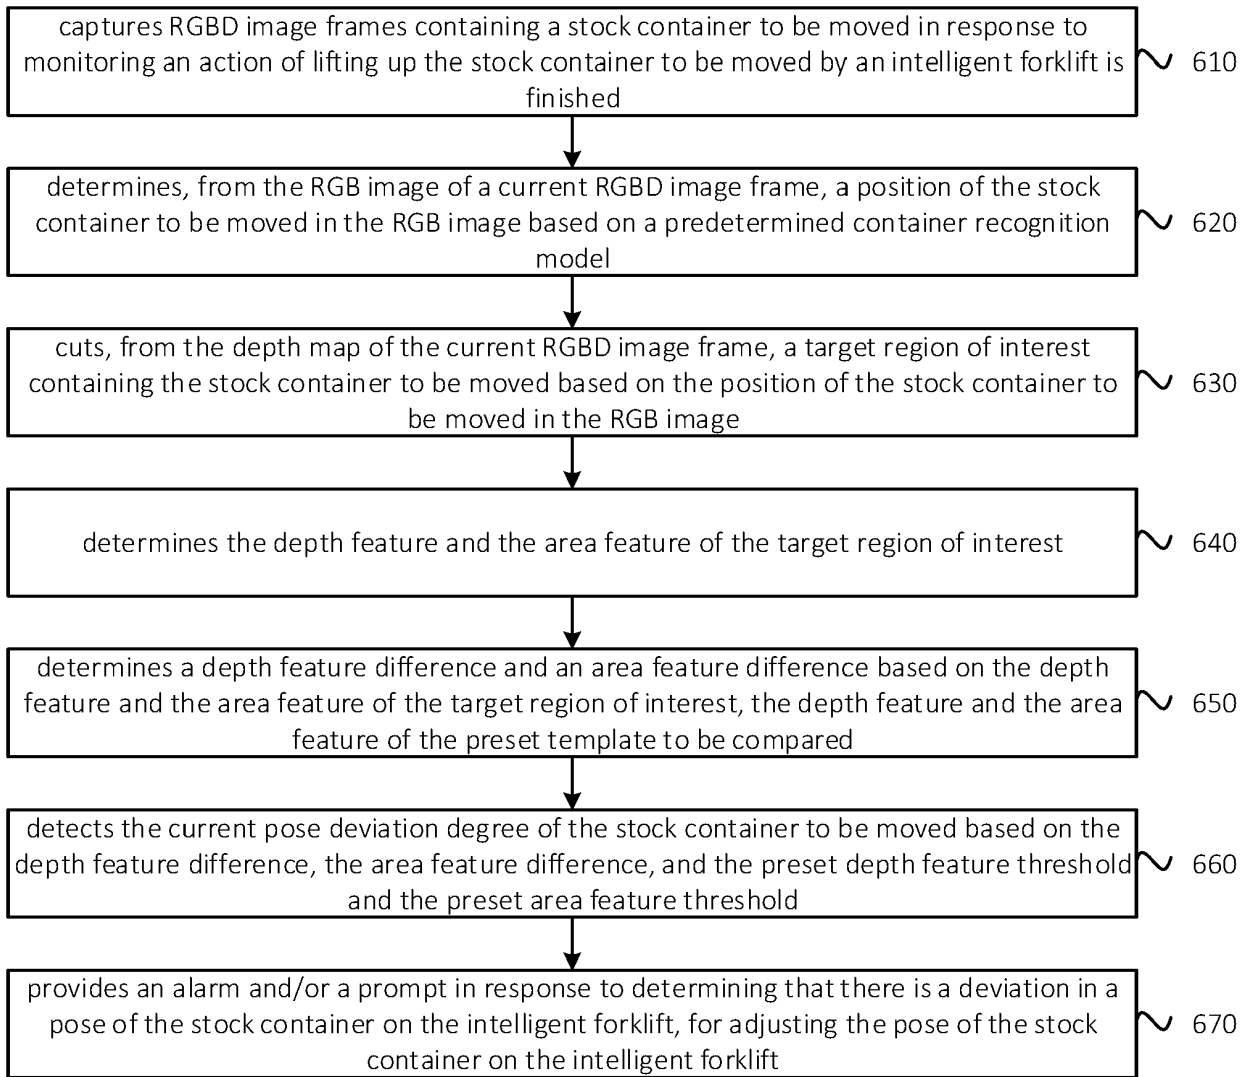 captures RGBD image frames containing a stock container to be moved in response to
monitoring an action of lifting up the stock container to be moved by an intelligent forklift is
finished
610
determines, from the RGB image of a current RGBD image frame, a position of the stock
container to be moved in the RGB image based on a predetermined container recognition
model
620
cuts, from the depth map of the current RGBD image frame, a target region of interest
containing the stock container to be moved based on the position of the stock container to
be moved in the RGB image
630
determines the depth feature and the area feature of the target region of interest
640
determines a depth feature difference and an area feature difference based on the depth
feature and the area feature of the target region of interest, the depth feature and the area
feature of the preset template to be compared
650
detects the current pose deviation degree of the stock container to be moved based on the
depth feature difference, the area feature difference, and the preset depth feature threshold
and the preset area feature threshold
660
provides an alarm and/or a prompt in response to determining that there is a deviation in a
pose of the stock container on the intelligent forklift, for adjusting the pose of the stock
container on the intelligent forklift
670